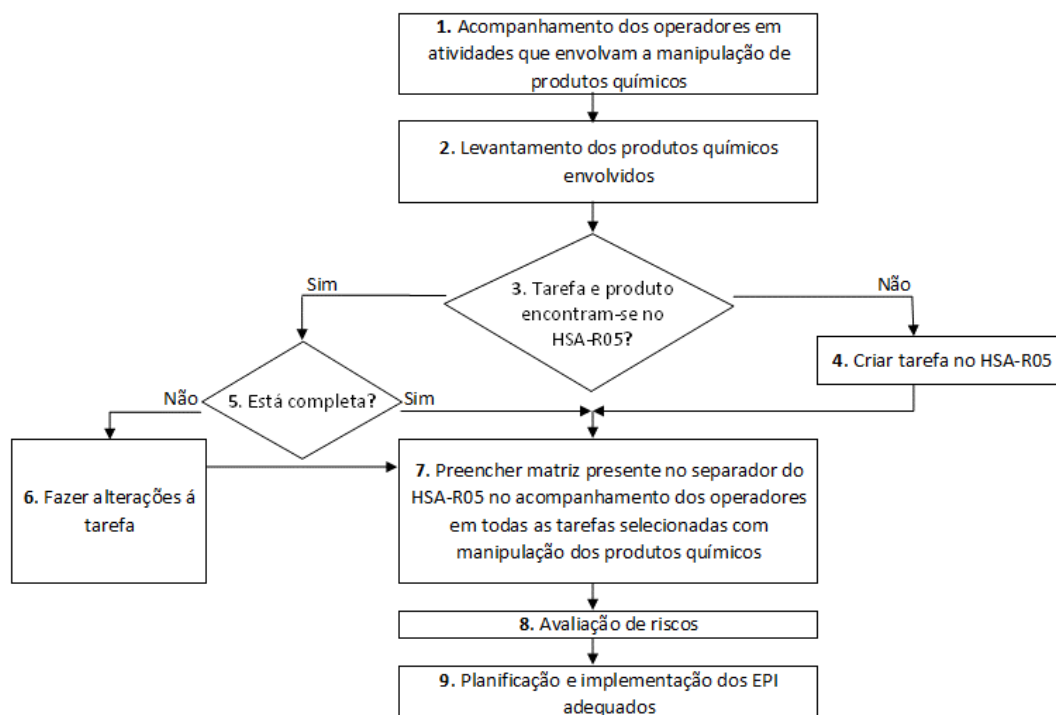 1. Acompanhamento dos operadores em
atividades que envolvam a manipulação de
produtos químicos
2. Levantamento dos produtos químicos
envolvidos
Sim
3. Tarefa e produto
encontram-se no
HSA-R05?
Não
4. Criar tarefa no HSA-R05
Não
5. Está completa?
Sim
6. Fazer alterações á
tarefa
7. Preencher matriz presente no separador do
HSA-R05 no acompanhamento dos operadores
em todas as tarefas selecionadas com
manipulação dos produtos químicos
8. Avaliação de riscos
9. Planificação e implementação dos EPI
adequados